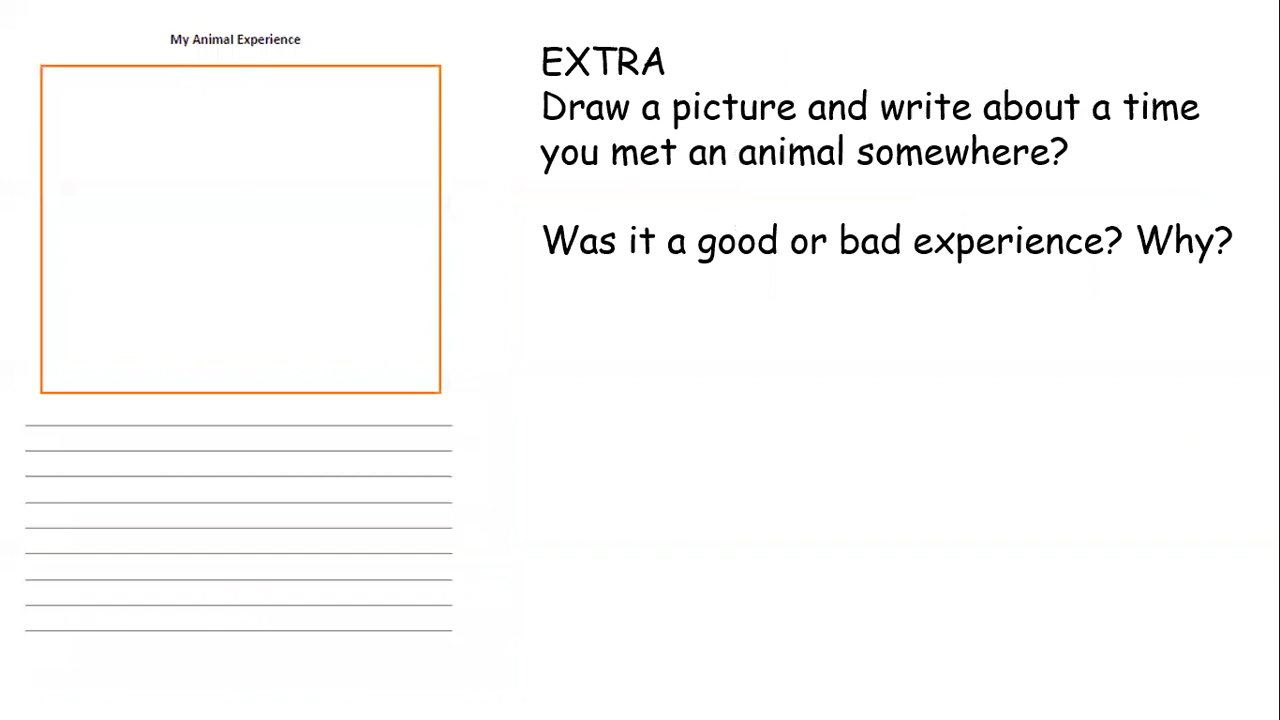 My Animal Experience
EXTRA
Draw a picture and write about a time
you met an animal somewhere?
Was it a good or bad experience? Why?